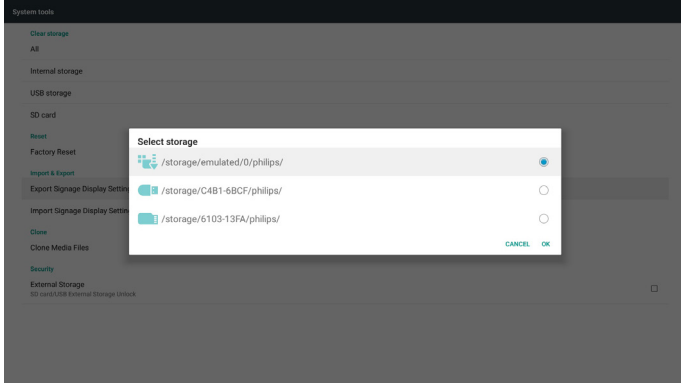 System tools
Clear storage
All
Internal storage
USB storage
SD card
Reset
Factory Reset
Import & Export
Export Signage Display Settin
Import Signage Display Settin
Clone
Clone Media Files
Security
External Storage
SD card/USB External Storage Unlock
Select storage
/storage/emulated/0/philips/
/storage/C4B1-6BCF/philips/
/storage/6103-13FA/philips/
CANCEL OK